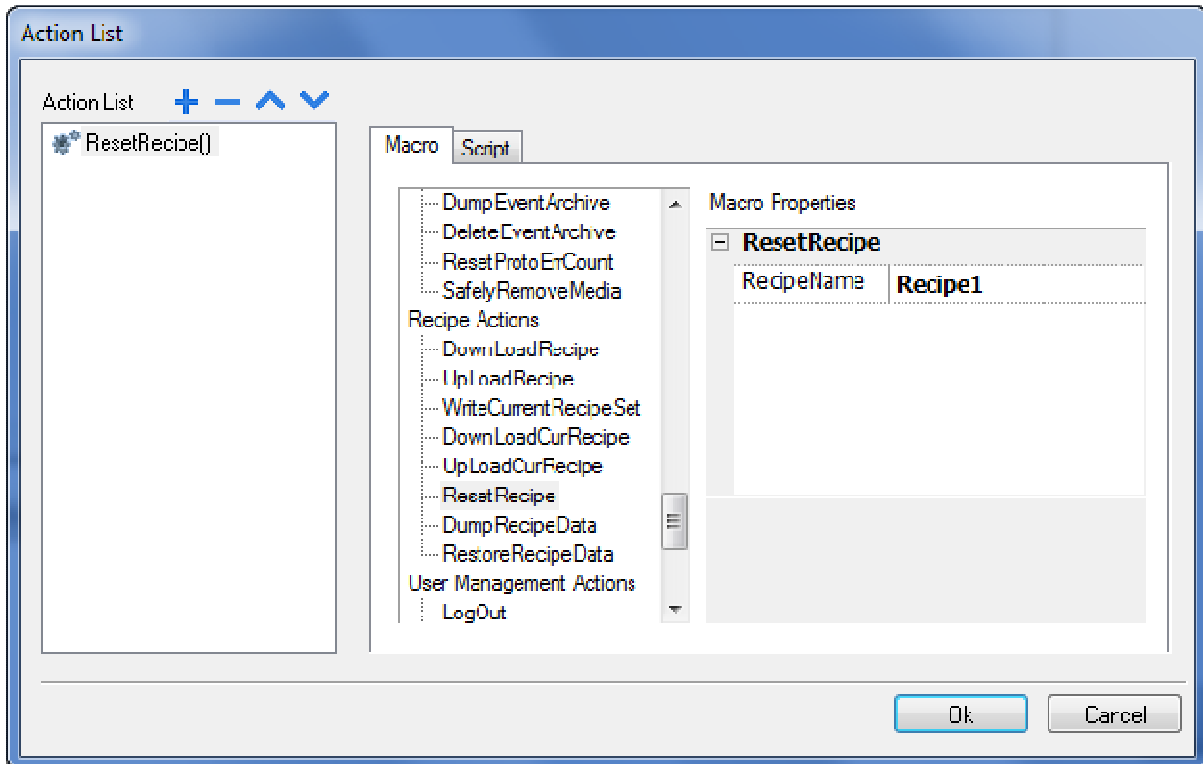 Action List
Action List
ResetRecipe()
Macro
Script
DumpEventArchive
DeleteEventArchive
ResetProtoErrCount
SafelyRemoveMedia
Recipe Actions
DownLoadRecipe
UpLoadRecipe
WriteCurrentRecipeSet
DownLoadCurRecipe
UpLoadCurRecipe
ResetRecipe
DumpRecipeData
RestoreRecipeData
User Management Actions
LogOut
Macro Properties
ResetRecipe
RecipeName Recipe1
Ok
Cancel